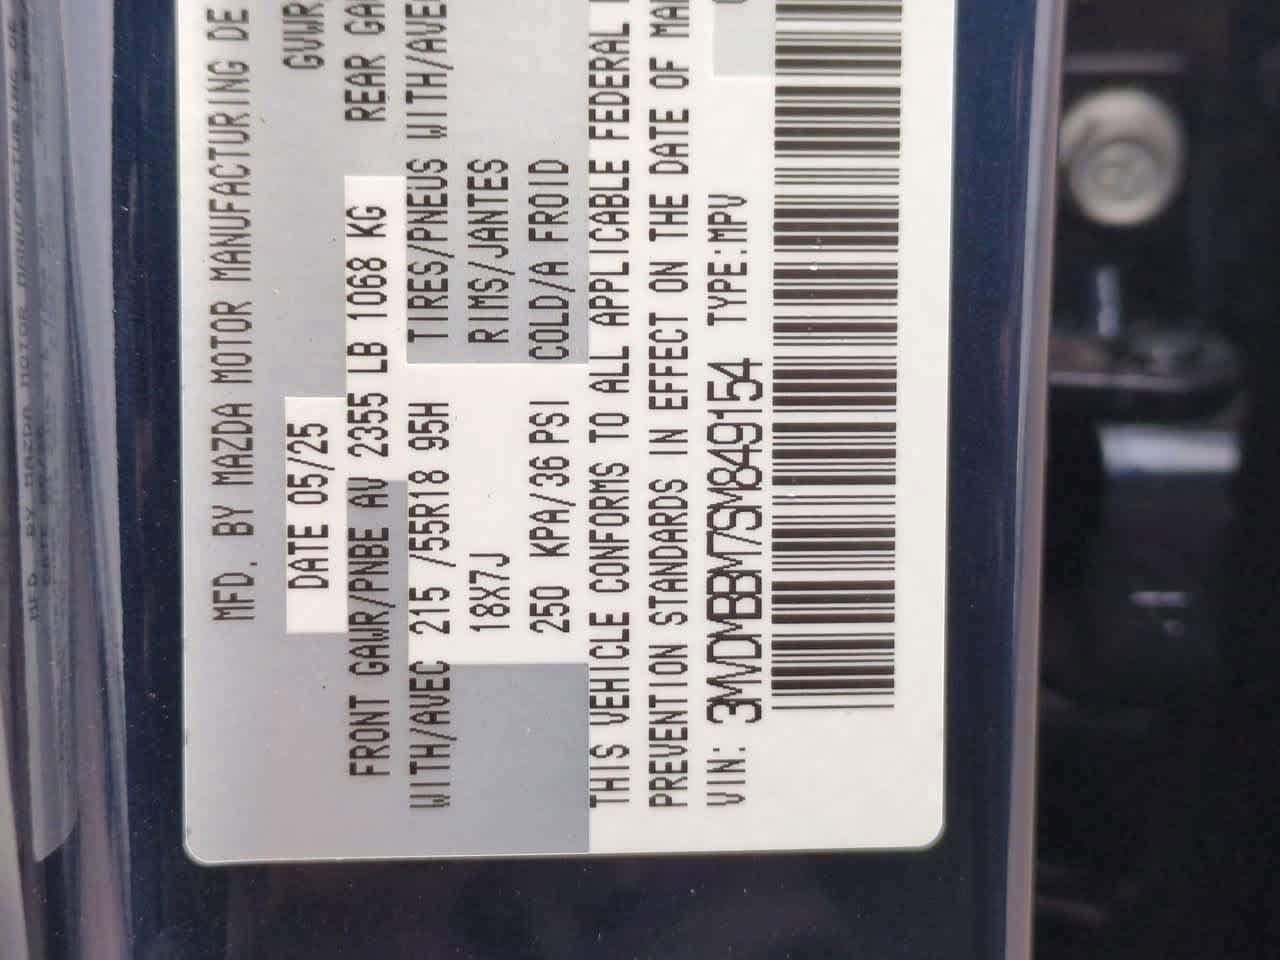 MFD. BY MAZDA MOTOR MANUFACTURING DE
DATE 05/25 GVWR
FRONT GAWR/PNBE AV 2355 LB 1068 KG REAR GA
WITH/AVEC 215 /55R18 95H TIRES/PNEUS WITH/AVEC
18X7J RIMS/JANTES
250 KPA/36 PSI COLD/A FROID
THIS VEHICLE CONFORMS TO ALL APPLICABLE FEDERAL
PREVENTION STANDARDS IN EFFECT ON THE DATE OF MA
VIN: 3MVDMBBM7SM849154 TYPE:MPV